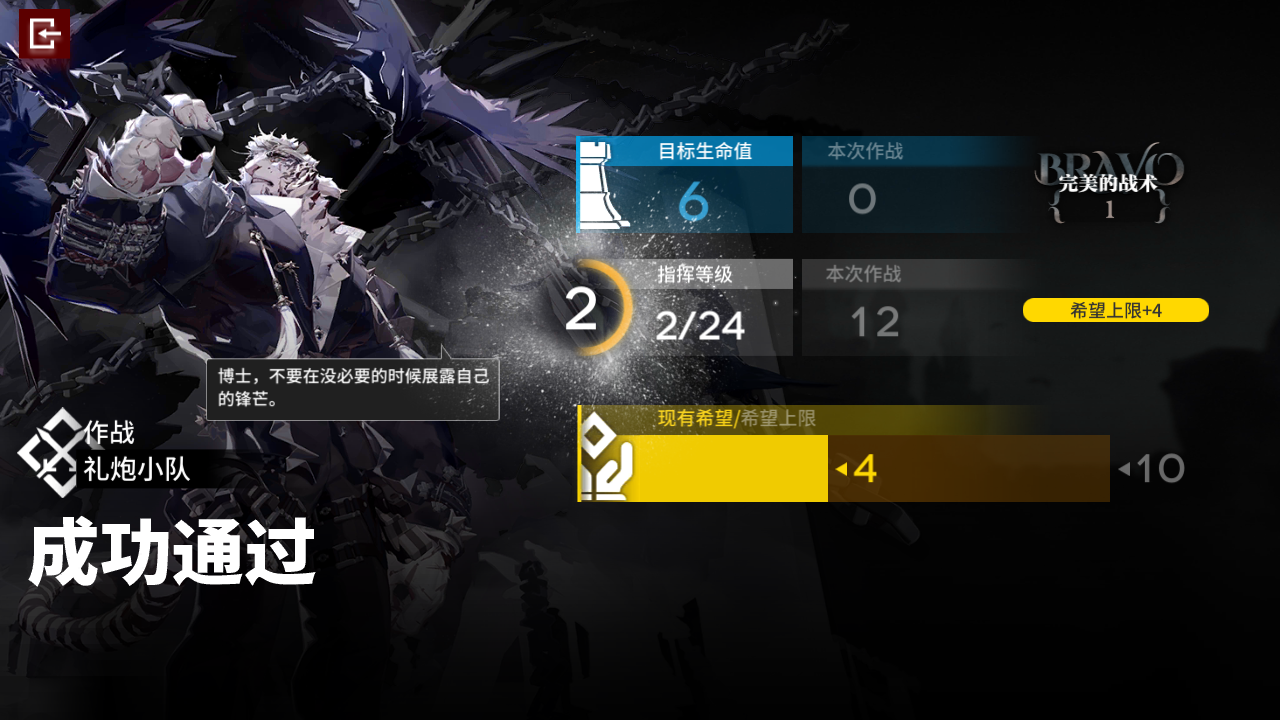 目标生命值
6
本次作战
0
BRAVO
完美的战术
1
2
指挥等级
2/24
本次作战
12
希望上限+4
博士，不要在没必要的时候展露自己
的锋芒。
作战
礼炮小队
成功通过
现有希望/希望上限
4
10